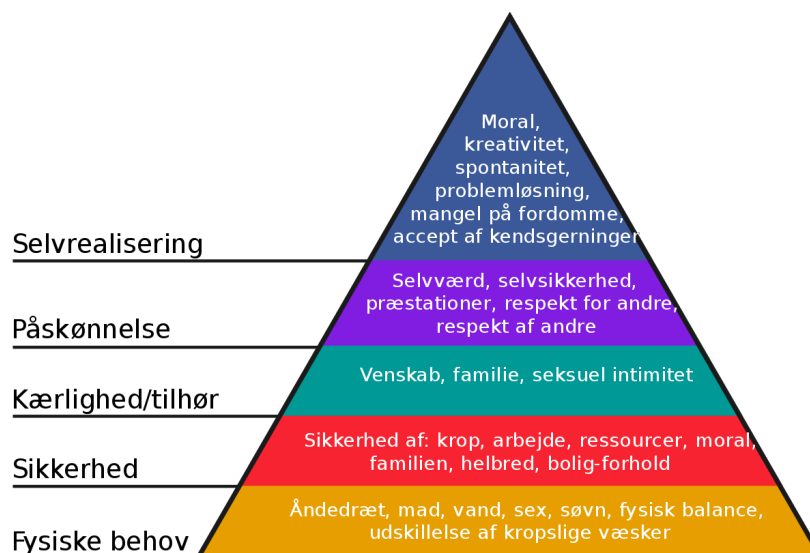 Moral,
kreativitet,
spontanitet,
problemløsning,
mangel på fordomme,
accept af kendsgerninger
Selvrealisering
Selvværd, selvsikkerhed,
præstationer, respekt for andre,
respekt af andre
Påskønnelse
Venskab, familie, seksuel intimitet
Kærlighed/tilhør
Sikkerhed af: krop, arbejde, ressourcer, moral,
familien, helbred, bolig-forhold
Sikkerhed
Åndedræt, mad, vand, sex, søvn, fysisk balance,
udskillelse af kropslige væsker
Fysiske behov